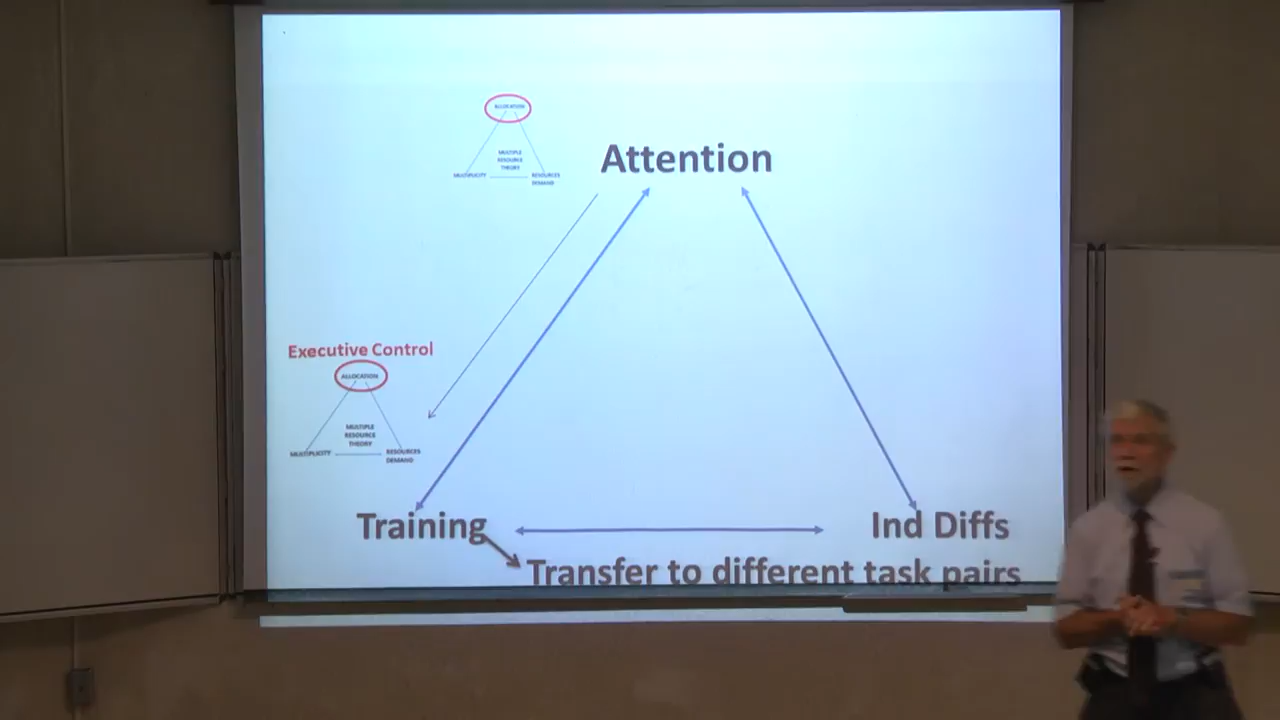 ALLOCATION
Attention
MULTIPLE
RESOURCE
THEORY
MULTIPLICITY
RESOURCES
DEMAND
Executive Control
ALLOCATION
MULTIPLE
RESOURCE
THEORY
MULTIPLICITY
RESOURCES
DEMAND
Training
Ind Diffs
Transfer to different task pairs